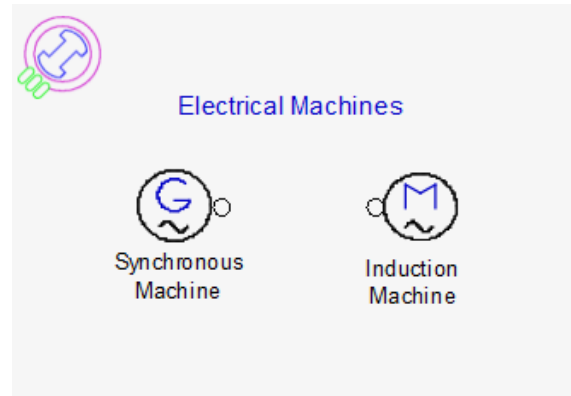 Electrical Machines
G
M
Synchronous
Machine
Induction
Machine